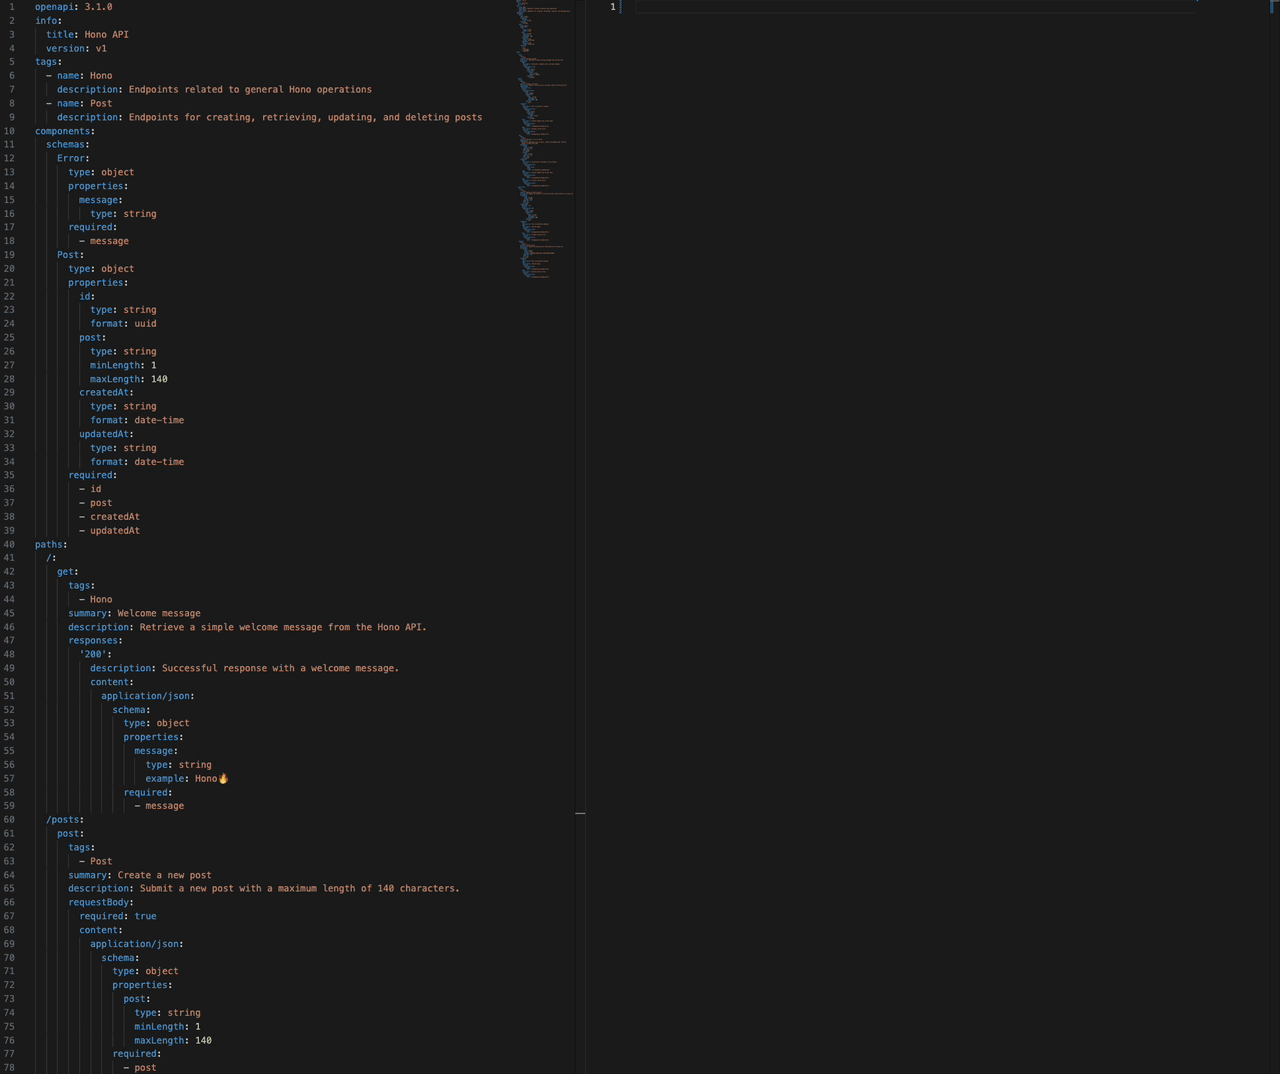 1 openapi: 3.1.0
2 info:
3   title: Hono API
4   version: v1
5 tags:
6   - name: Hono
7     description: Endpoints related to general Hono operations
8   - name: Post
9     description: Endpoints for creating, retrieving, updating, and deleting posts
10 components:
11   schemas:
12     Error:
13       type: object
14       properties:
15         message:
16           type: string
17       required:
18         - message
19     Post:
20       type: object
21       properties:
22         id:
23           type: string
24           format: uuid
25         post:
26           type: string
27           minLength: 1
28           maxLength: 140
29         createdAt:
30           type: string
31           format: date-time
32         updatedAt:
33           type: string
34           format: date-time
35       required:
36         - id
37         - post
38         - createdAt
39         - updatedAt
40 paths:
41   /:
42     get:
43       tags:
44         - Hono
45       summary: Welcome message
46       description: Retrieve a simple welcome message from the Hono API.
47       responses:
48         '200':
49           description: Successful response with a welcome message.
50           content:
51             application/json:
52               schema:
53                 type: object
54                 properties:
55                   message:
56                     type: string
57                     example: Hono🔥
58                 required:
59                   - message
60   /posts:
61     post:
62       tags:
63         - Post
64       summary: Create a new post
65       description: Submit a new post with a maximum length of 140 characters.
66       requestBody:
67         required: true
68         content:
69           application/json:
70             schema:
71               type: object
72               properties:
73                 post:
74                   type: string
75                   minLength: 1
76                   maxLength: 140
77               required:
78                 - post
1